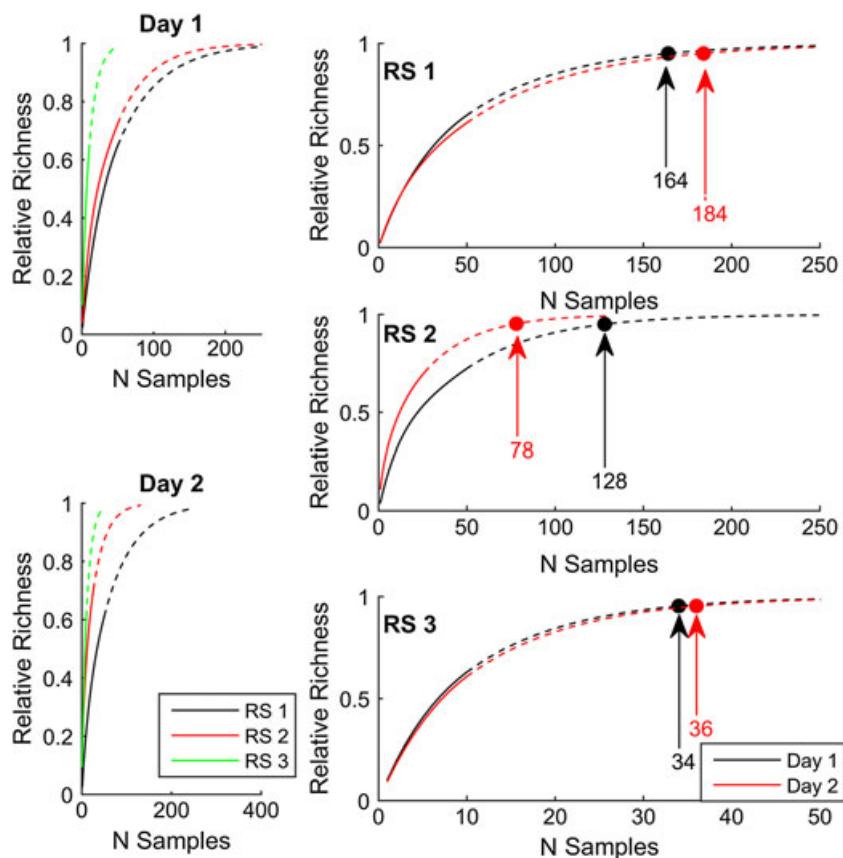 Day 1
Relative Richness
1
0.8
0.6
0.4
0.2
0
0 100 200
N Samples
Day 2
Relative Richness
1
0.8
0.6
0.4
0.2
0
0 200 400
N Samples
RS 1
RS 2
RS 3
RS 1
Relative Richness
1
0.5
0
164
184
0 50 100 150 200 250
N Samples
RS 2
Relative Richness
1
0.5
0
78
128
0 50 100 150 200 250
N Samples
RS 3
Relative Richness
1
0.5
0
36
34
Day 1
Day 2
0 10 20 30 40 50
N Samples